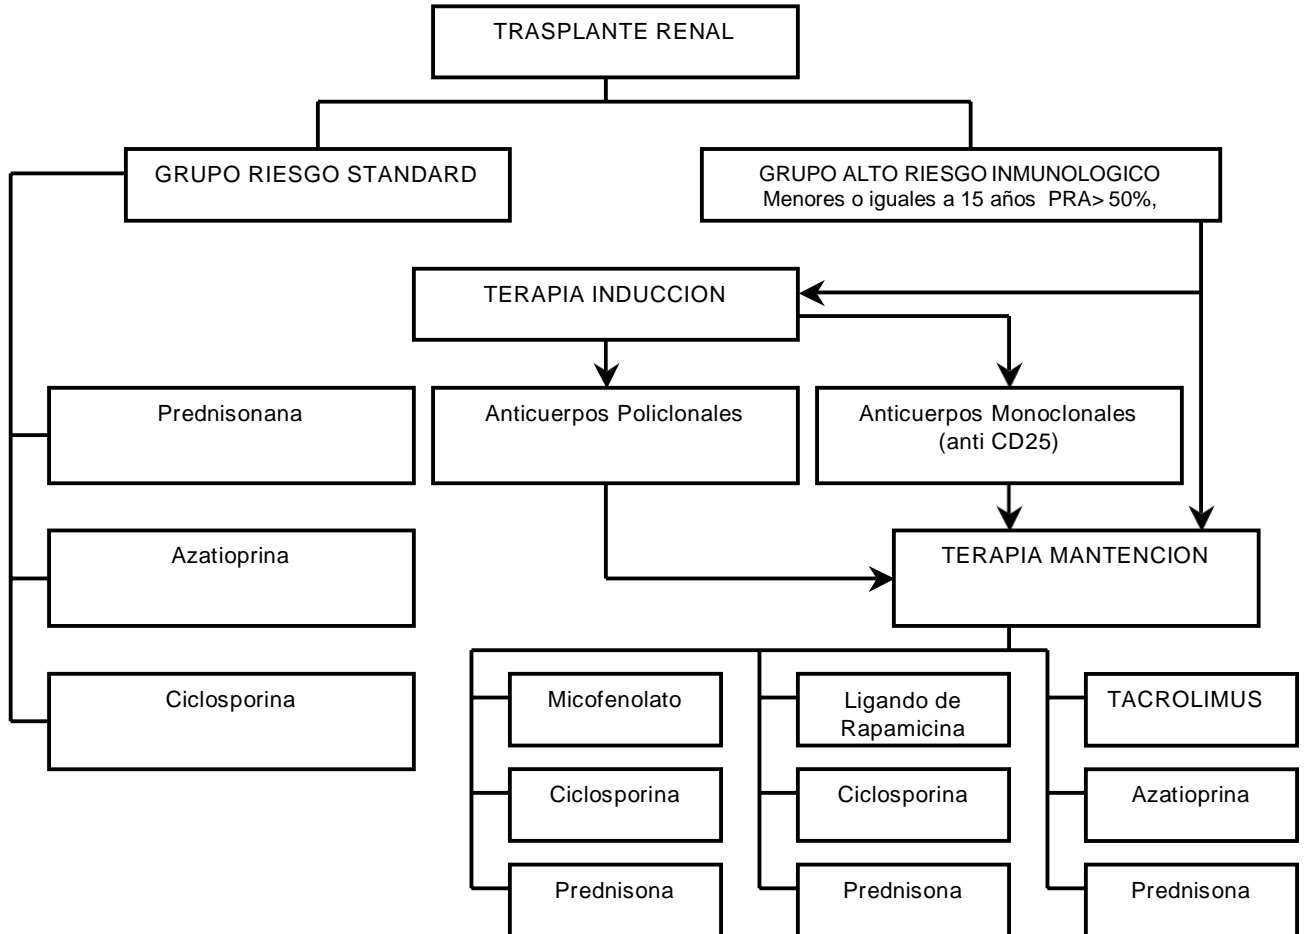 TRASPLANTE RENAL
GRUPO RIESGO STANDARD
GRUPO ALTO RIESGO INMUNOLOGICO
Menores o iguales a 15 años PRA> 50%,
TERAPIA INDUCCION
Prednisonana
Anticuerpos Policlonales
Anticuerpos Monoclonales
(anti CD25)
Azatioprina
TERAPIA MANTENCION
Ciclosporina
Micofenolato
Ligando de
Rapamicina
TACROLIMUS
Ciclosporina
Ciclosporina
Azatioprina
Prednisona
Prednisona
Prednisona